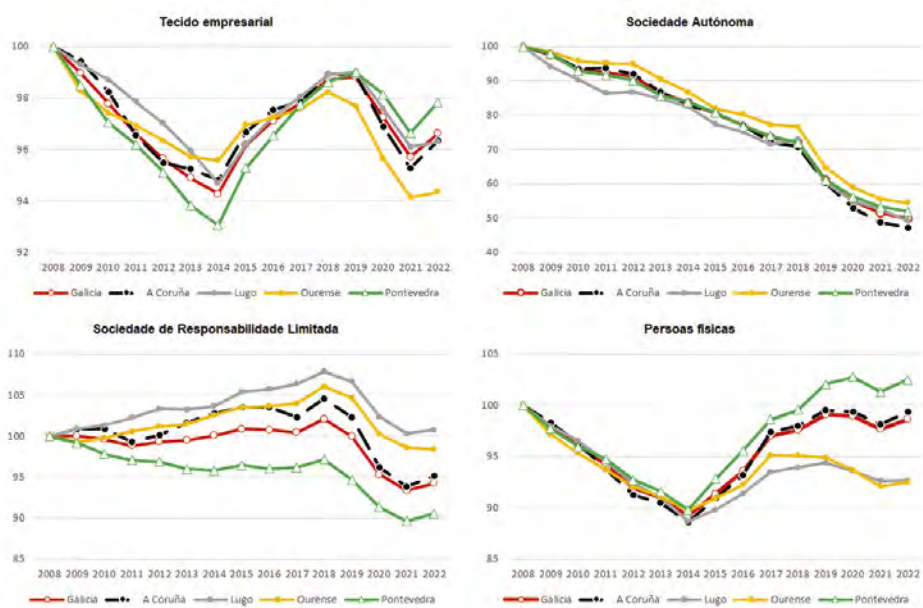 Tecido empresarial
100
98
96
94
92
2008 2009 2010 2011 2012 2013 2014 2015 2016 2017 2018 2019 2020 2021 2022
Galicia A Coruña Lugo Ourense Pontevedra
Sociedade Autónoma
100
90
80
70
60
50
40
2008 2009 2010 2011 2012 2013 2014 2015 2016 2017 2018 2019 2020 2021 2022
Galicia A Coruña Lugo Ourense Pontevedra
Sociedade de Responsabilidade Limitada
110
105
100
95
90
85
2008 2009 2010 2011 2012 2013 2014 2015 2016 2017 2018 2019 2020 2021 2022
Galicia A Coruña Lugo Ourense Pontevedra
Persoas físicas
105
100
95
90
85
2008 2009 2010 2011 2012 2013 2014 2015 2016 2017 2018 2019 2020 2021 2022
Galicia A Coruña Lugo Ourense Pontevedra